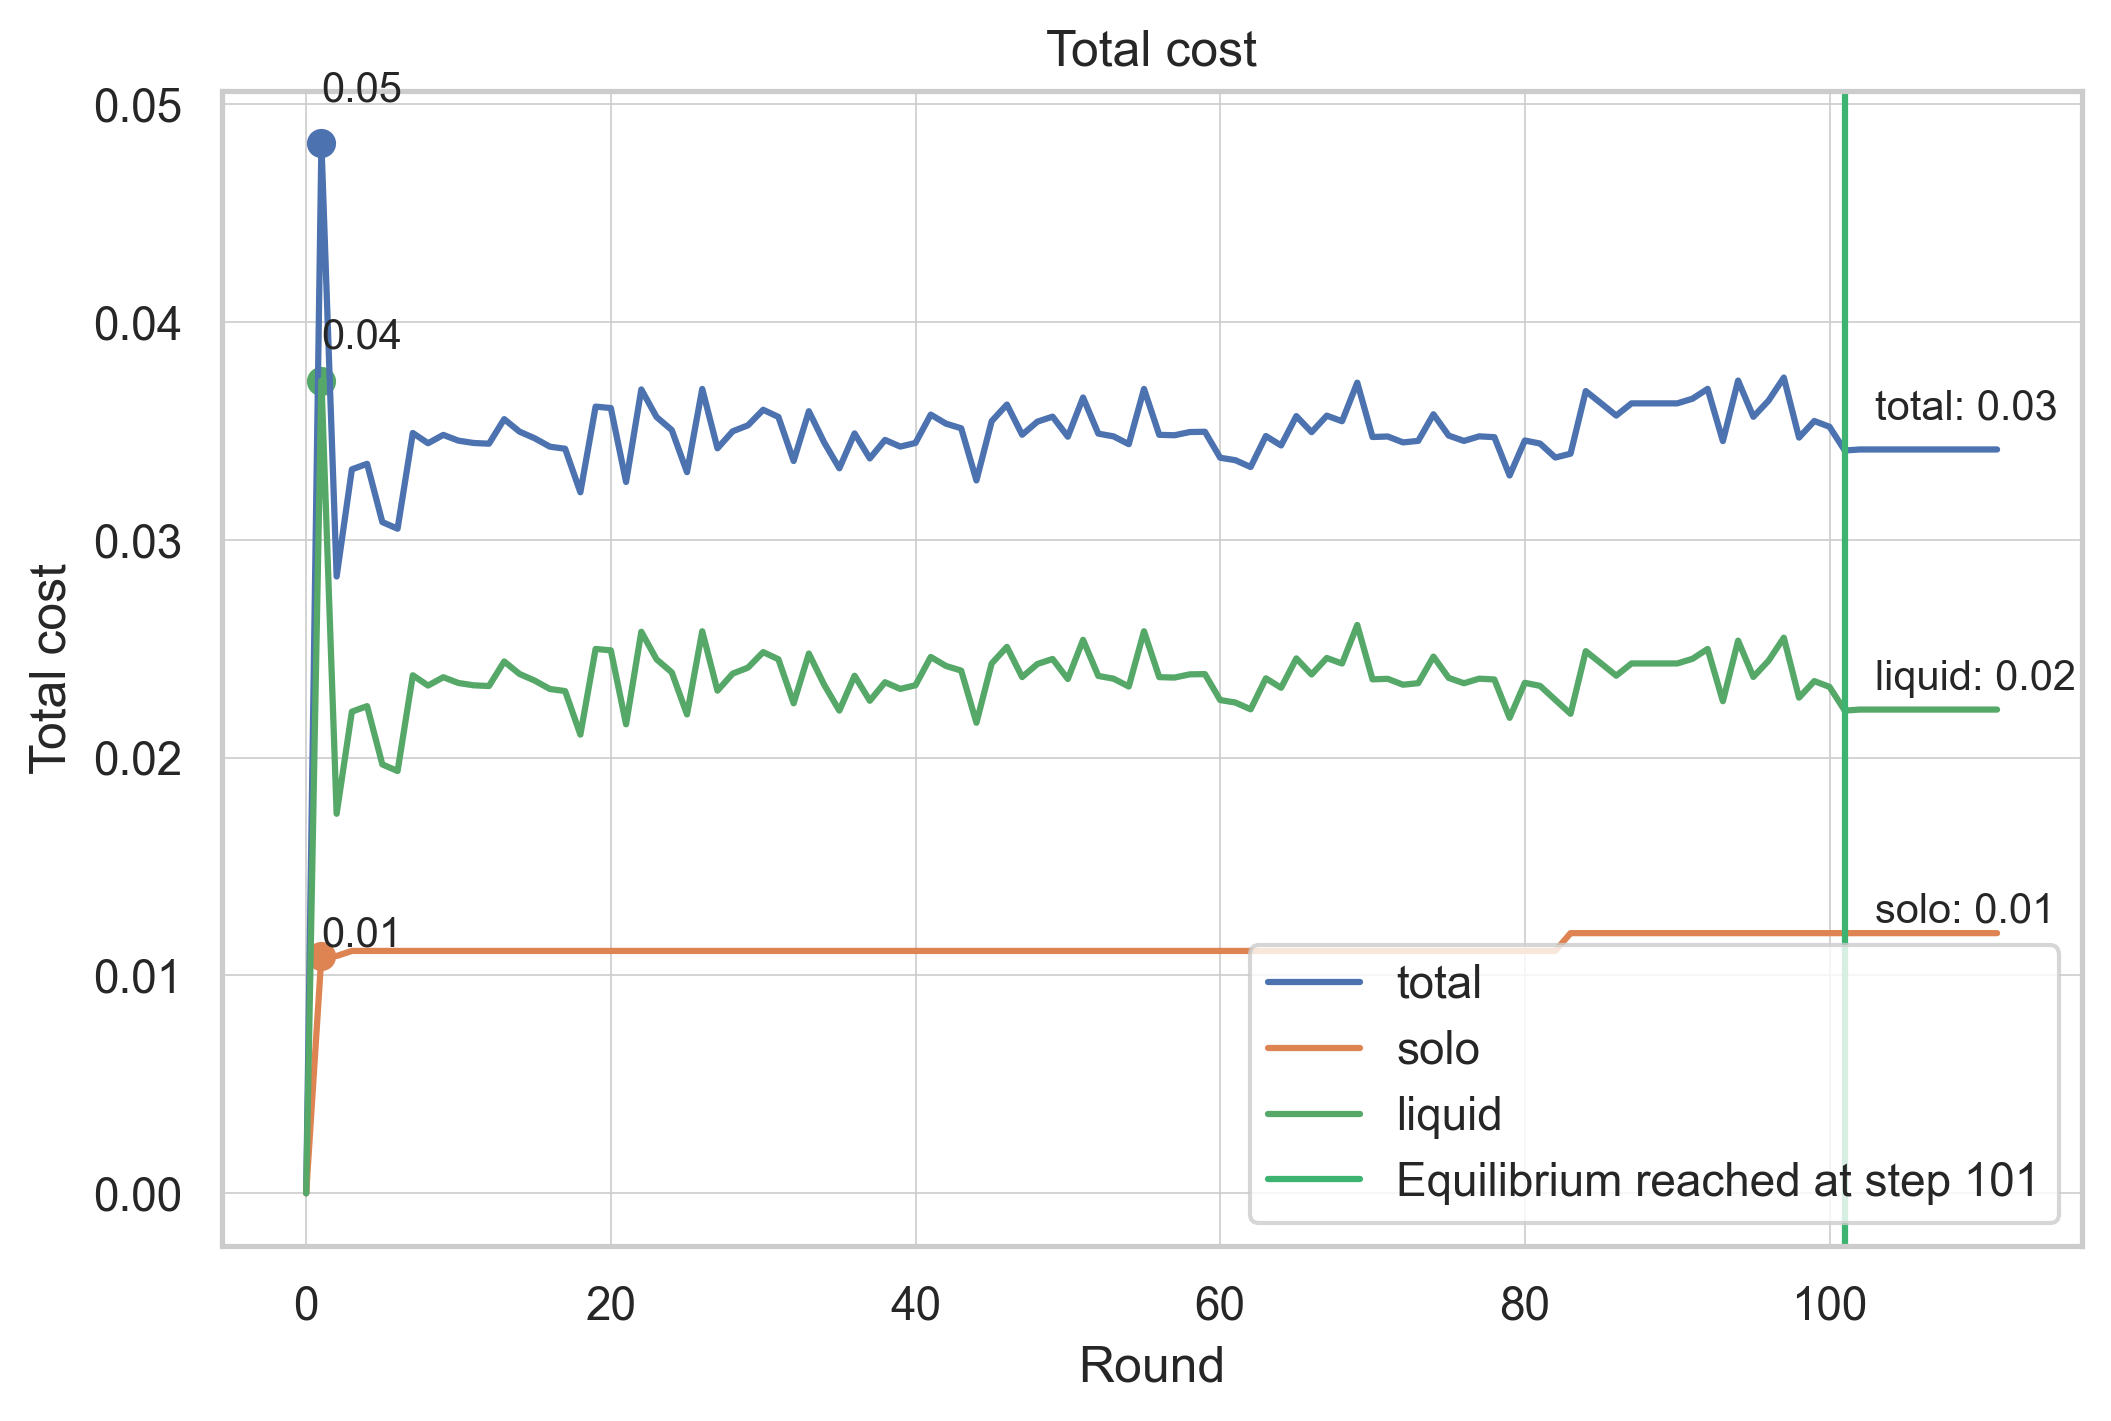 Total cost
0.05
0.05
0.04
0.04
total: 0.03
0.03
liquid: 0.02
0.02
solo: 0.01
0.01
0.01
0.00
Total cost
total
solo
liquid
Equilibrium reached at step 101
0 20 40 60 80 100
Round